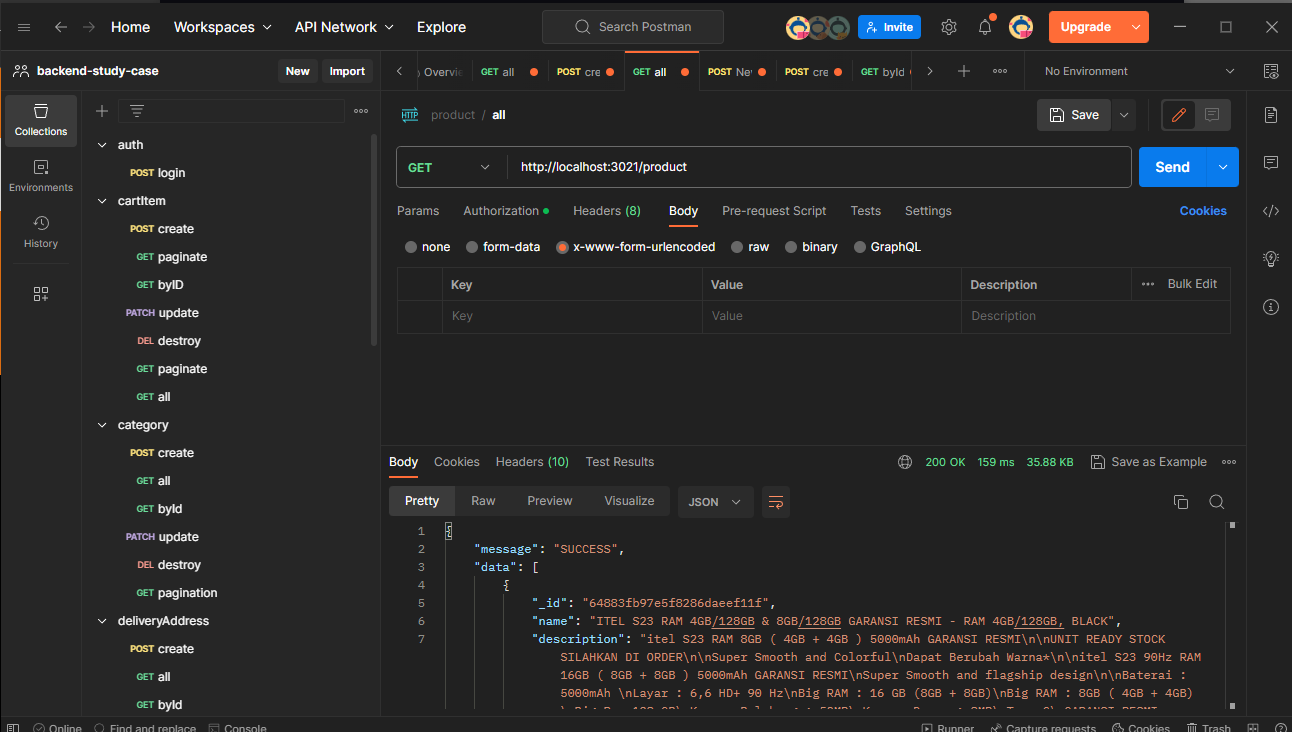 Home Workspaces API Network Explore Search Postman Invite Upgrade
backend-study-case New Import Overvie GET all POST cre GET all POST Ne POST cre GET byId No Environment
Collections
Environments
History
auth
POST login
cartItem
POST create
GET paginate
GET byID
PATCH update
DEL destroy
GET paginate
GET all
category
POST create
GET all
GET byId
PATCH update
DEL destroy
GET pagination
deliveryAddress
POST create
GET all
GET byId
HTTP product / all Save
GET http://localhost:3021/product Send
Params Authorization Headers (8) Body Pre-request Script Tests Settings Cookies
none form-data x-www-form-urlencoded raw binary GraphQL
Key Value Description Bulk Edit
Key Value Description
Body Cookies Headers (10) Test Results 200 OK 159 ms 35.88 KB Save as Example
Pretty Raw Preview Visualize JSON
1 {
2 "message": "SUCCESS",
3 "data": [
4 {
5 "_id": "64883fb97e5f8286daeef11f",
6 "name": "ITEL S23 RAM 4GB/128GB & 8GB/128GB GARANSI RESMI - RAM 4GB/128GB, BLACK",
7 "description": "itel S23 RAM 8GB ( 4GB + 4GB ) 5000mAh GARANSI RESMI\n\nUNIT READY STOCK
SILAHKAN DI ORDER\n\nSuper Smooth and Colorful\nDapat Berubah Warna*\n\nitel S23 90Hz RAM
16GB ( 8GB + 8GB ) 5000mAh GARANSI RESMI\nSuper Smooth and flagship design\n\nBaterai :
5000mAh \nLayar : 6,6 HD+ 90 Hz\nBig RAM : 16 GB (8GB + 8GB)\nBig RAM : 8GB ( 4GB + 4GB)
Online Find and replace Console Runner Capture requests Cookies Trash